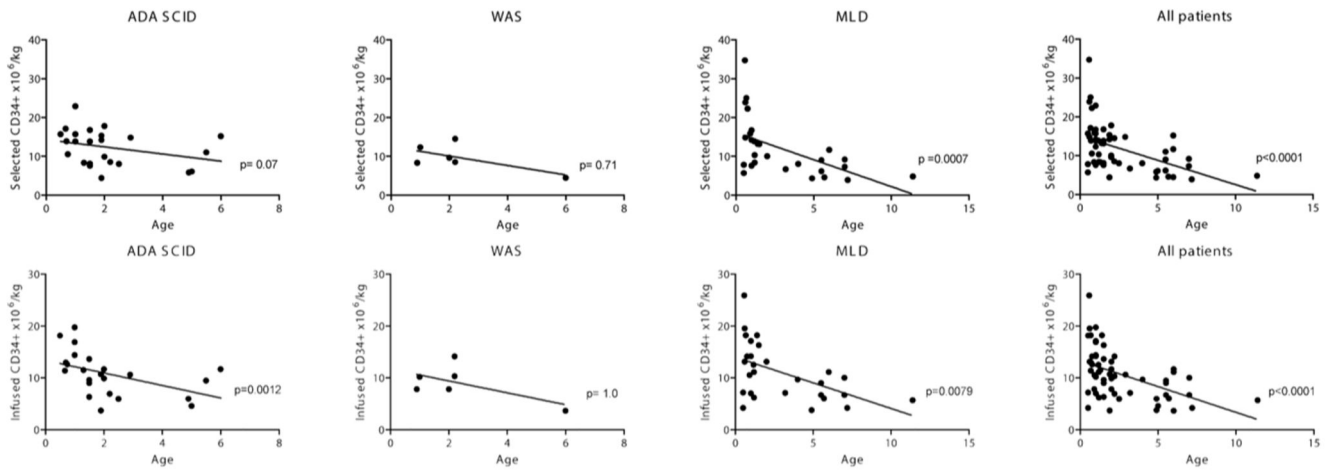 ADA SCID
WAS
MLD
All patients
Selected CD34+ x10 6/kg
40
30
20
10
0
p= 0.07
0 2 4 6 8
Age
Selected CD34+ x10 6/kg
40
30
20
10
0
p= 0.71
0 2 4 6 8
Age
Selected CD34+ x10 6/kg
40
30
20
10
0
p =0.0007
0 5 10 15
Age
Selected CD34+ x10 6/kg
40
30
20
10
0
p<0.0001
0 5 10 15
Age
ADA SCID
WAS
MLD
All patients
Infused CD34+ x10 6/kg
30
20
10
0
p=0.0012
0 2 4 6 8
Age
Infused CD34+ x10 6/kg
30
20
10
0
p= 1.0
0 2 4 6 8
Age
Infused CD34+ x10 6/kg
30
20
10
0
p=0.0079
0 5 10 15
Age
Infused CD34+ x10 6/kg
30
20
10
0
p<0.0001
0 5 10 15
Age